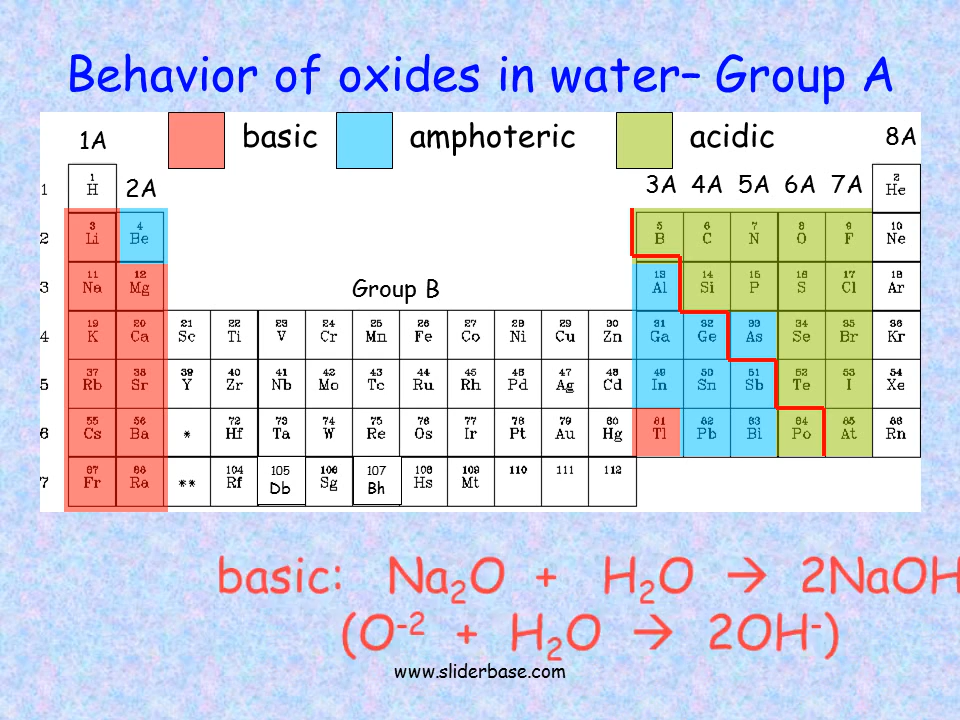 Behavior of oxides in water– Group A
1A basic amphoteric acidic 8A
2A 3A 4A 5A 6A 7A
1 1 H 2 He
2 3 Li 4 Be 5 B 6 C 7 N 8 O 9 F 10 Ne
3 11 Na 12 Mg Group B 13 Al 14 Si 15 P 16 S 17 Cl 18 Ar
4 19 K 20 Ca 21 Sc 22 Ti 23 V 24 Cr 25 Mn 26 Fe 27 Co 28 Ni 29 Cu 30 Zn 31 Ga 32 Ge 33 As 34 Se 35 Br 36 Kr
5 37 Rb 38 Sr 39 Y 40 Zr 41 Nb 42 Mo 43 Tc 44 Ru 45 Rh 46 Pd 47 Ag 48 Cd 49 In 50 Sn 51 Sb 52 Te 53 I 54 Xe
6 55 Cs 56 Ba * 72 Hf 73 Ta 74 W 75 Re 76 Os 77 Ir 78 Pt 79 Au 80 Hg 81 Tl 82 Pb 83 Bi 84 Po 85 At 86 Rn
7 87 Fr 88 Ra ** 104 Rf 105 Db 106 Sg 107 Bh 108 Hs 109 Mt 110 111 112
basic: Na₂O + H₂O → 2NaOH
(O⁻² + H₂O → 2OH⁻)
www.sliderbase.com